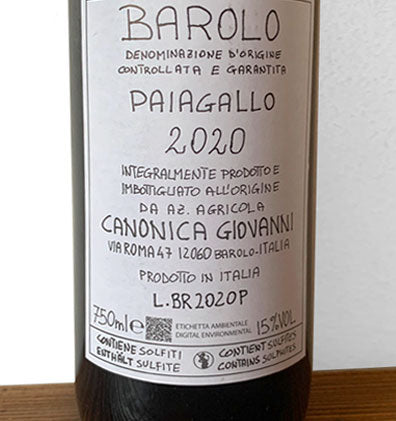 BAROLO
DENOMINAZIONE D'ORIGINE
CONTROLLATA E GARANTITA
PAIAGALLO
2020
INTEGRALMENTE PRODOTTO E
IMBOTTIGLIATO ALL'ORIGINE
DA AZ. AGRICOLA
CANONICA GIOVANNI
VIA ROMA 47 12060 BAROLO-ITALIA
PRODOTTO IN ITALIA
L.BR2020P
750ml e ETICHETTA AMBIENTALE 15%VOL
DIGITAL ENVIRONMENTAL
CONTIENE SOLFITI CONTIENT SULFITES
ENTHÄLT SULFITE CONTAINS SULPHITES